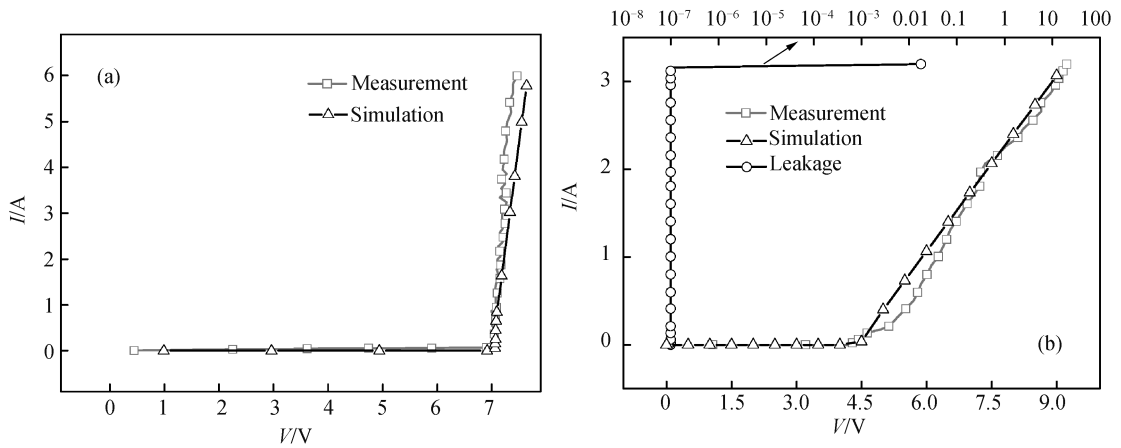 (a)
Measurement
Simulation
6
5
4
3
2
1
0
I/A
0 1 2 3 4 5 6 7
V/V
10⁻⁸ 10⁻⁷ 10⁻⁶ 10⁻⁵ 10⁻⁴ 10⁻³ 0.01 0.1 1 10 100
Measurement
Simulation
Leakage
3
2
1
0
I/A
(b)
0 1.5 3.0 4.5 6.0 7.5 9.0
V/V